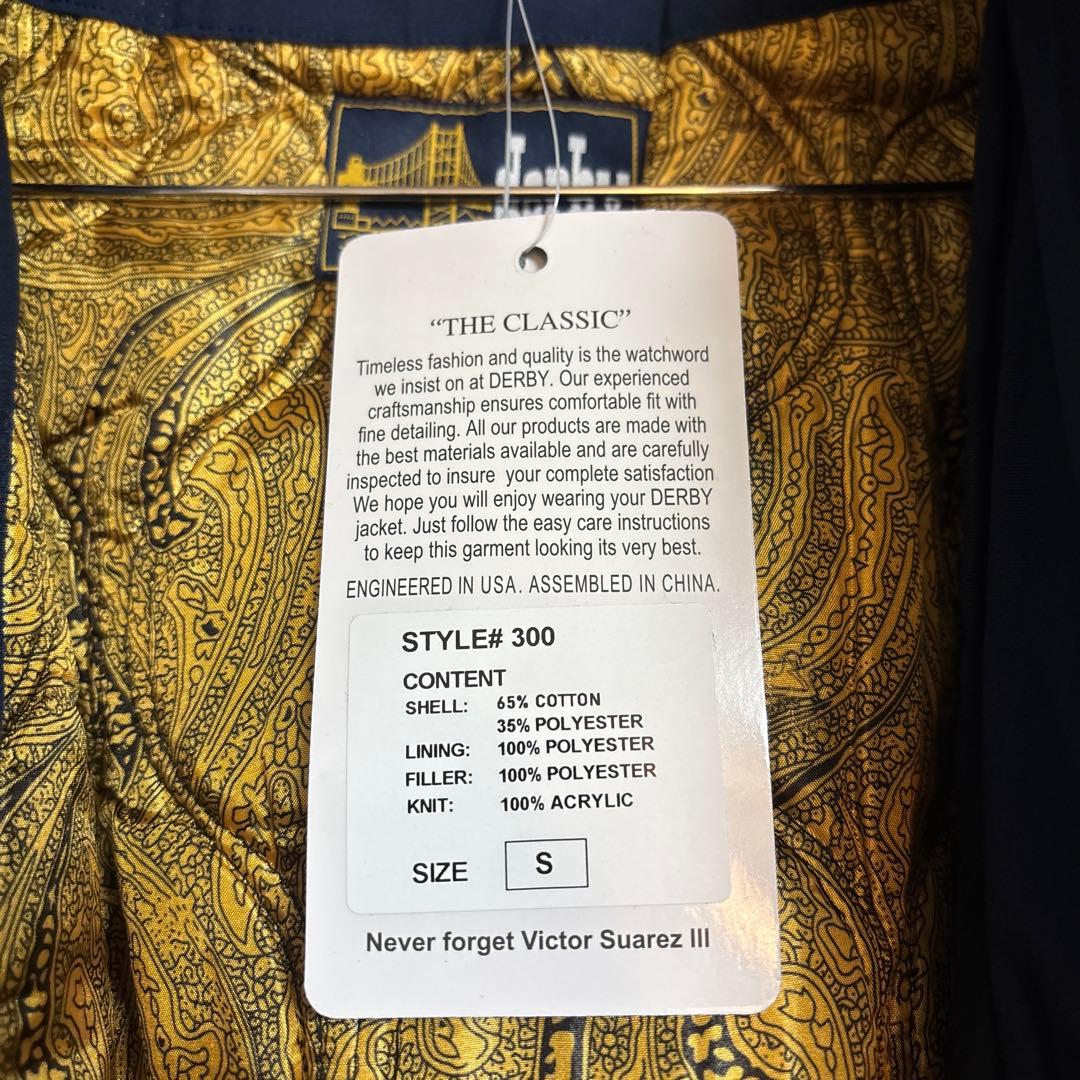 derby
“THE CLASSIC”
Timeless fashion and quality is the watchword
we insist on at DERBY. Our experienced
craftsmanship ensures comfortable fit with
fine detailing. All our products are made with
the best materials available and are carefully
inspected to insure your complete satisfaction
We hope you will enjoy wearing your DERBY
jacket. Just follow the easy care instructions
to keep this garment looking its very best.
ENGINEERED IN USA. ASSEMBLED IN CHINA.
STYLE# 300
CONTENT
SHELL: 65% COTTON
35% POLYESTER
LINING: 100% POLYESTER
FILLER: 100% POLYESTER
KNIT: 100% ACRYLIC
SIZE S
Never forget Victor Suarez III